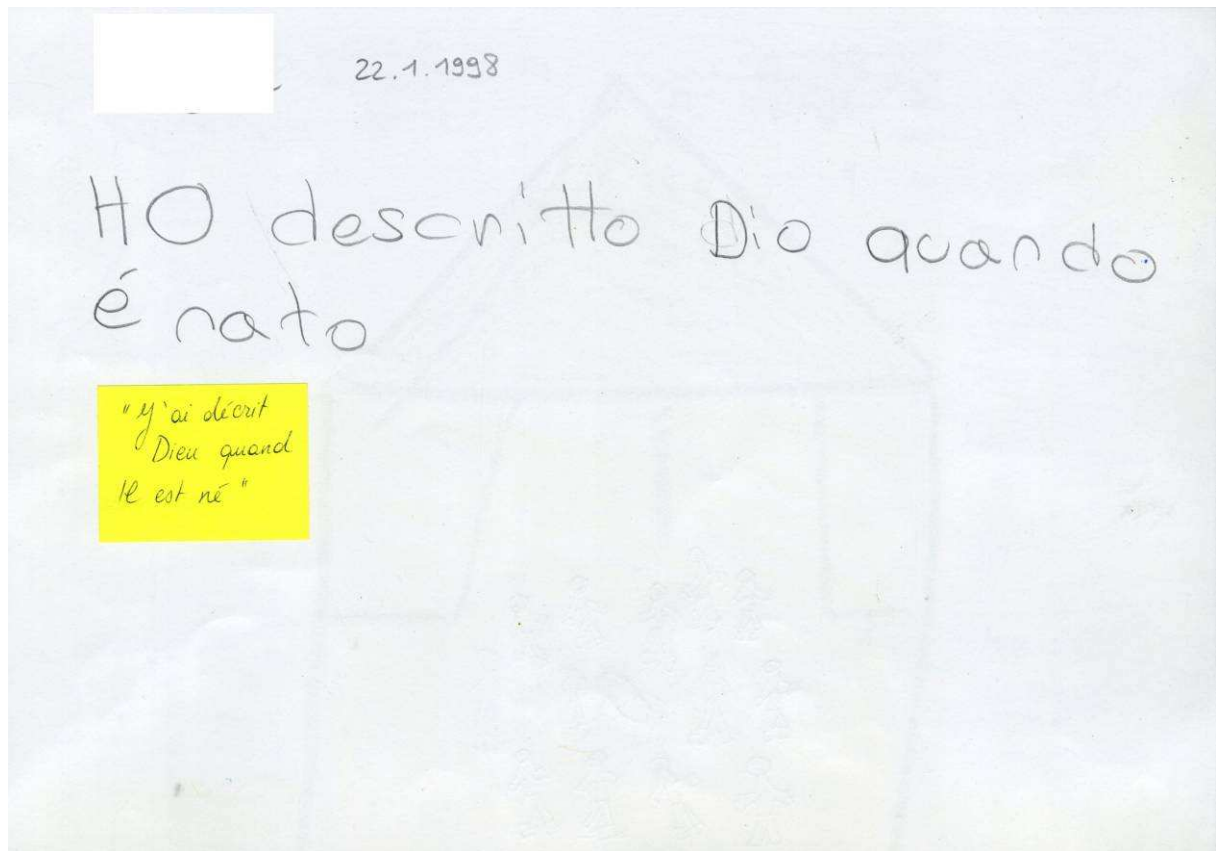 22.1.1998
HO descritto Dio quando
é nato
"J'ai décrit
Dieu quand
Il est né"